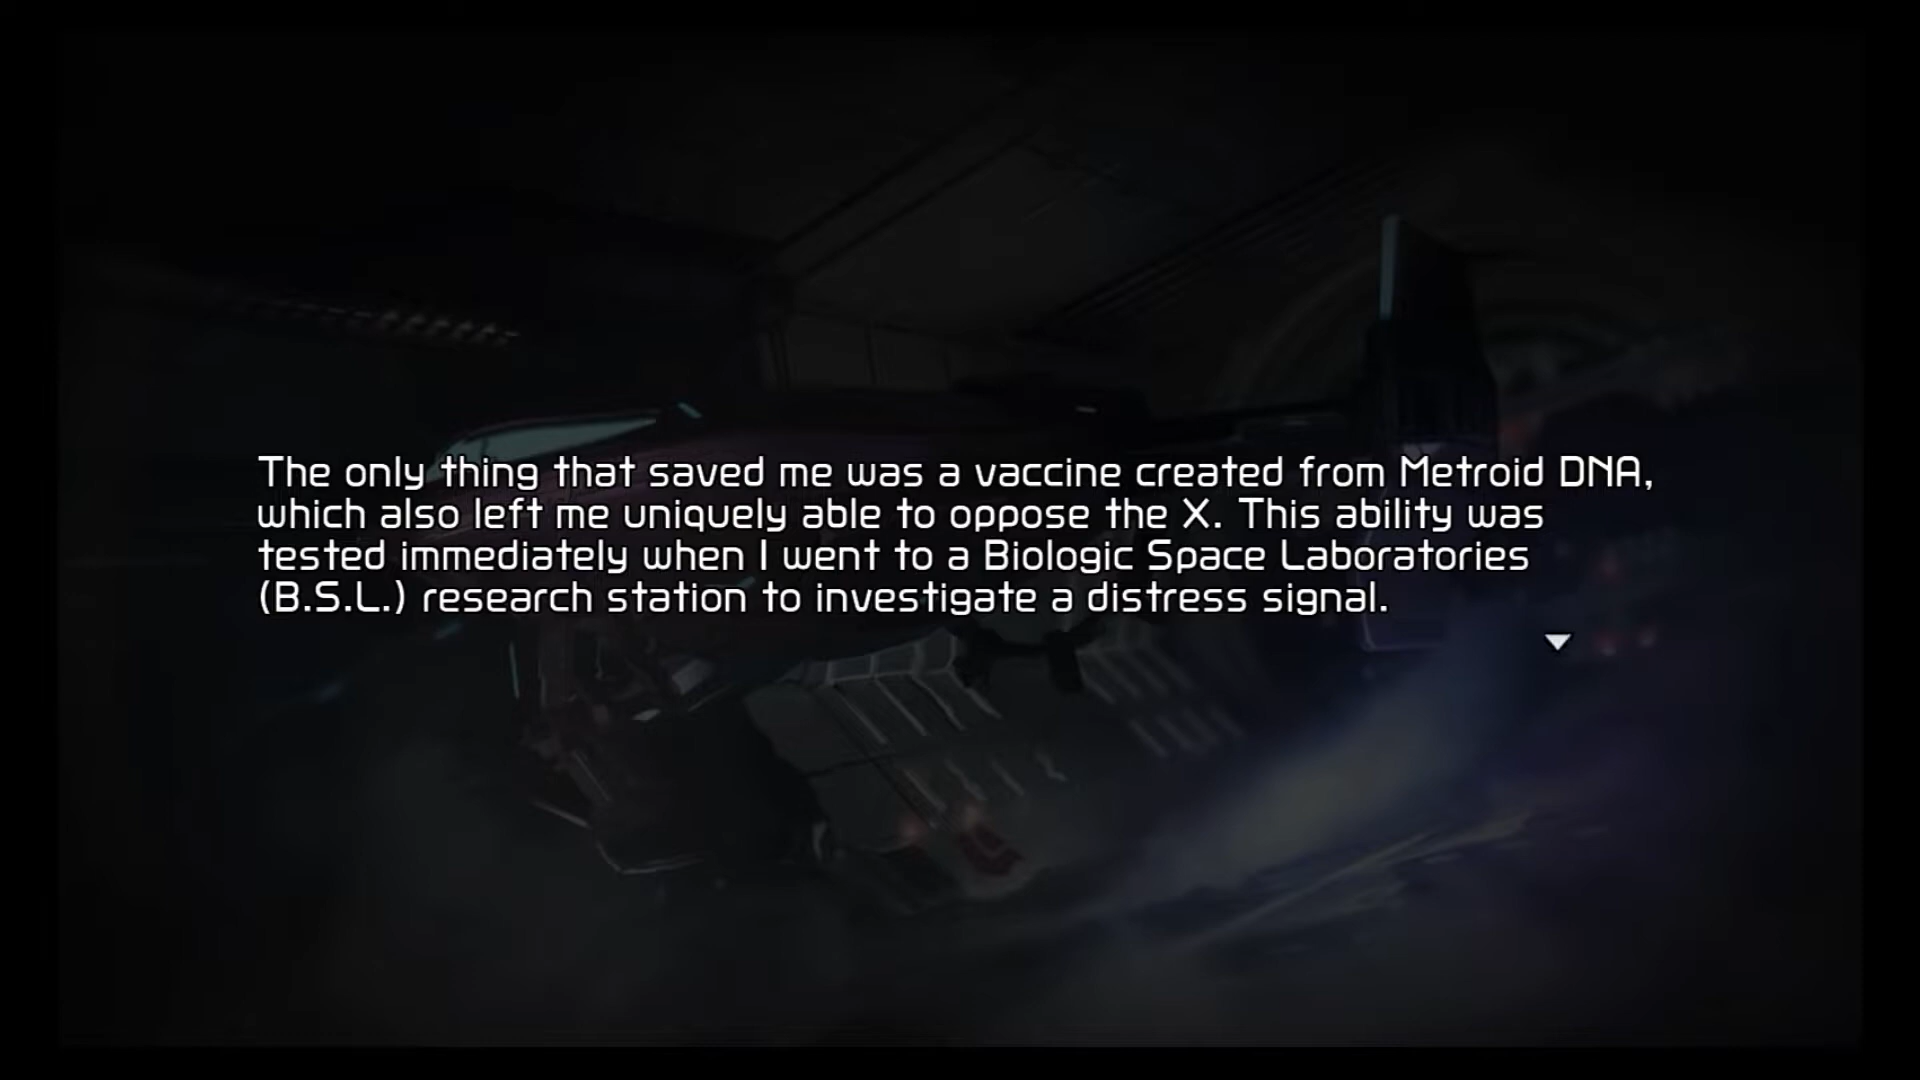 The only thing that saved me was a vaccine created from Metroid DNA,
which also left me uniquely able to oppose the X. This ability was
tested immediately when I went to a Biologic Space Laboratories
(B.S.L.) research station to investigate a distress signal.